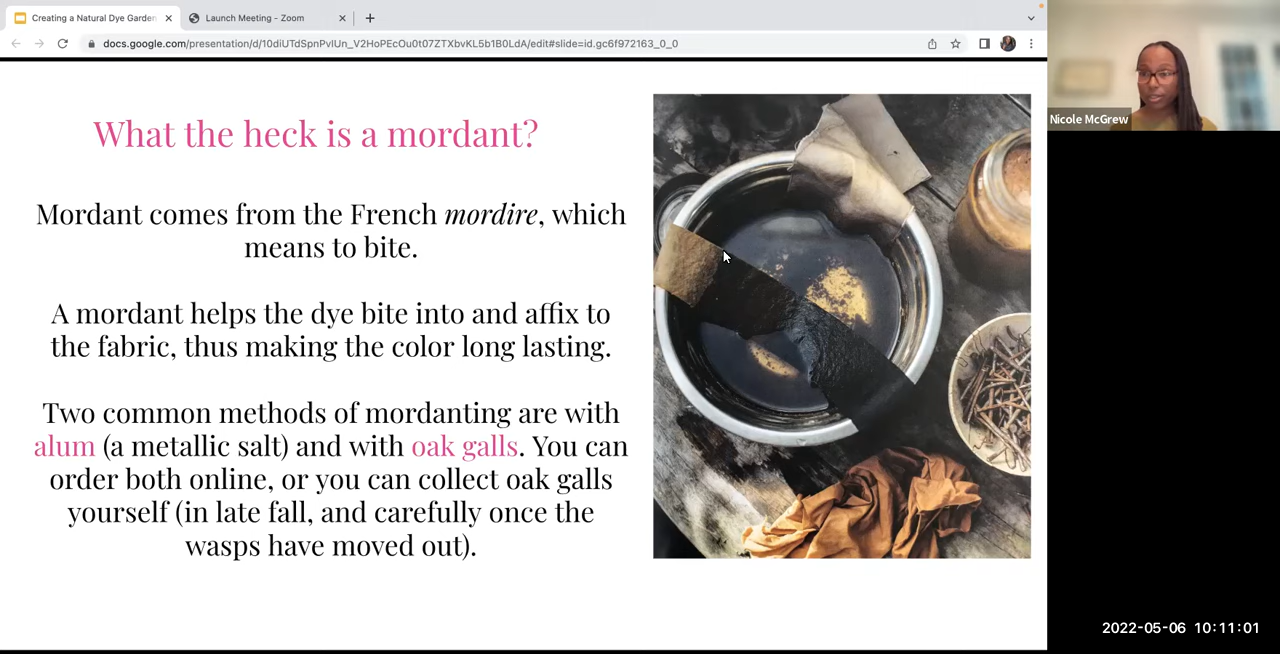 Creating a Natural Dye Garden
Launch Meeting - Zoom
docs.google.com/presentation/d/10diUTdSpnPvIUn_V2HoPEcOu0t07ZTXbvKL5b1B0LdA/edit#slide=id.gc6f972163_0_0
Nicole McGrew
What the heck is a mordant?
Mordant comes from the French mordire, which
means to bite.
A mordant helps the dye bite into and affix to
the fabric, thus making the color long lasting.
Two common methods of mordanting are with
alum (a metallic salt) and with oak galls. You can
order both online, or you can collect oak galls
yourself (in late fall, and carefully once the
wasps have moved out).
2022-05-06 10:11:01